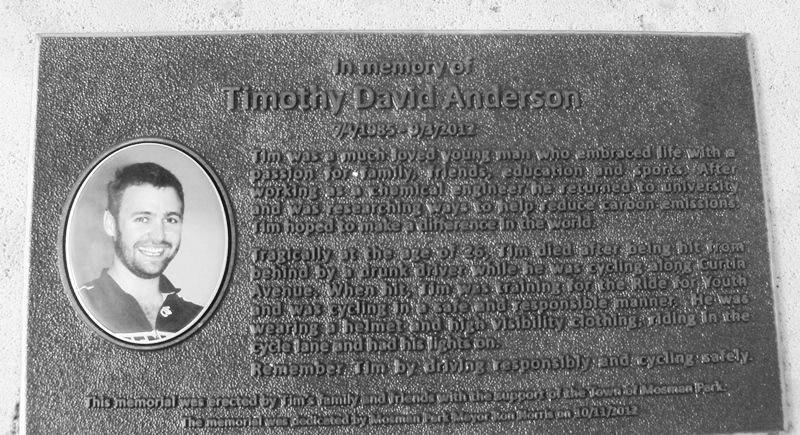 In memory of
Timothy David Anderson
7/4/1985 - 9/3/2012
Tim was a much loved young man who embraced life with a
passion for family, friends, education and sports. After
working as a chemical engineer he returned to university
and was researching ways to help reduce carbon emissions.
Tim hoped to make a difference in the world.
Tragically at the age of 26, Tim died after being hit from
behind by a drunk driver while he was cycling along Curtin
Avenue. When hit, Tim was training for the Ride for Youth
and was cycling in a safe and responsible manner. He was
wearing a helmet and high visibility clothing, riding in the
cycle lane and had his lights on.
Remember Tim by driving responsibly and cycling safely.
This memorial was erected by Tim's family and friends with the support of the Town of Mosman Park.
The memorial was dedicated by Mosman Park Mayor Ron Norris on 10/11/2012